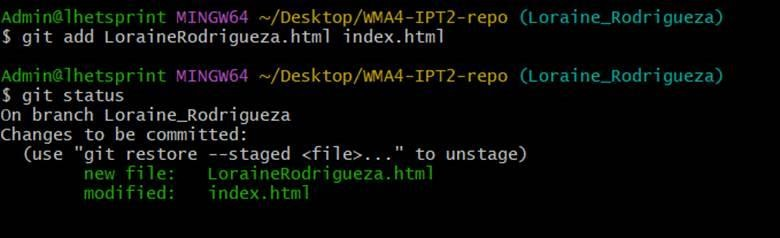 Admin@lhetsprint MINGW64 ~/Desktop/WMA4-IPT2-repo (Loraine_Rodrigueza)
$ git add LoraineRodrigueza.html index.html
Admin@lhetsprint MINGW64 ~/Desktop/WMA4-IPT2-repo (Loraine_Rodrigueza)
$ git status
On branch Loraine_Rodrigueza
Changes to be committed:
  (use "git restore --staged <file>..." to unstage)
        new file:   LoraineRodrigueza.html
        modified:   index.html